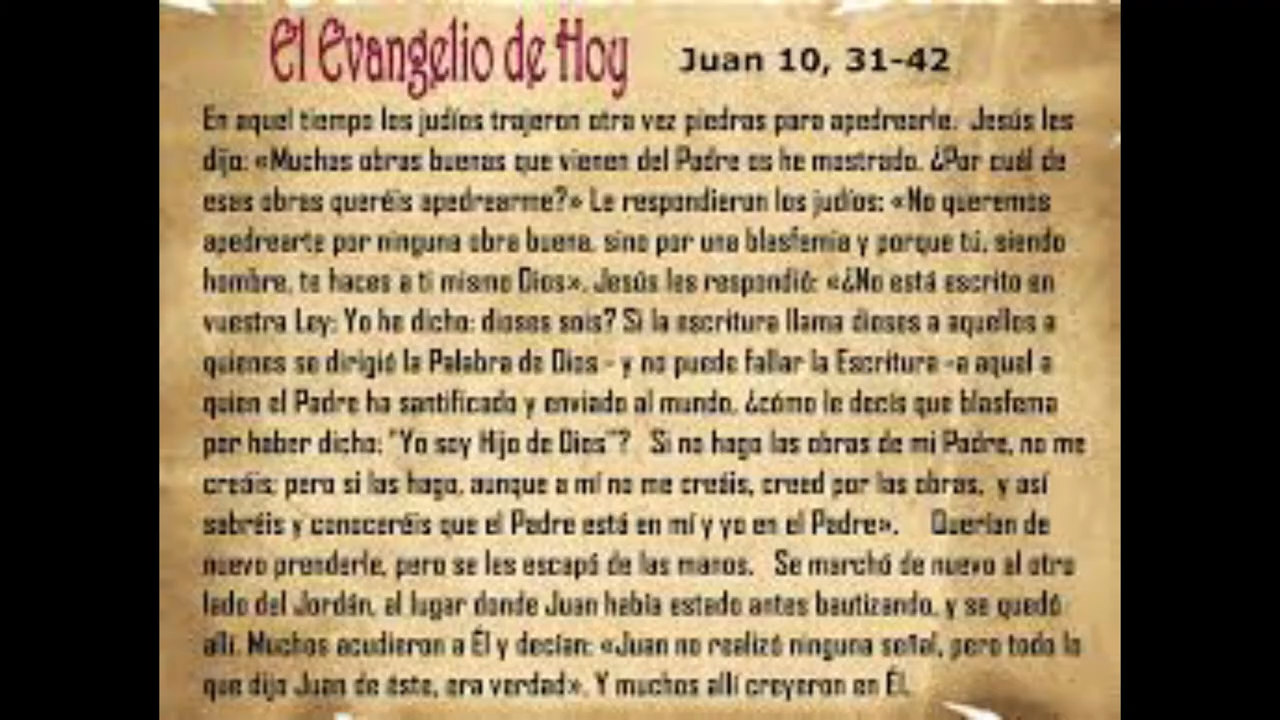 El Evangelio de Hoy Juan 10, 31-42
En aquel tiempo los judíos trajeron otra vez piedras para apedrearle. Jesús les
dijo: «Muchas obras buenas que vienen del Padre os he mostrado. ¿Por cuál de
esas obras queréis apedrearme?» Le respondieron los judíos: «No queremos
apedrearte por ninguna obra buena, sino por una blasfemia y porque tú, siendo
hombre, te haces a ti mismo Dios». Jesús les respondió: «¿No está escrito en
vuestra Ley: Yo he dicho: dioses sois? Si la escritura llama dioses a aquellos a
quienes se dirigió la Palabra de Dios - y no puede fallar la Escritura -a aquel a
quien el Padre ha santificado y enviado al mundo, ¿cómo le decís que blasfema
por haber dicho: "Yo soy Hijo de Dios"? Si no hago las obras de mi Padre, no me
creáis; pero si las hago, aunque a mí no me creáis, creed por las obras, y así
sabréis y conoceréis que el Padre está en mí y yo en el Padre». Querían de
nuevo prenderle, pero se les escapó de las manos. Se marchó de nuevo al otro
lado del Jordán, al lugar donde Juan había estado antes bautizando, y se quedó
allí. Muchos acudieron a Él y decían: «Juan no realizó ninguna señal, pero todo lo
que dijo Juan de éste, era verdad». Y muchos allí creyeron en Él.